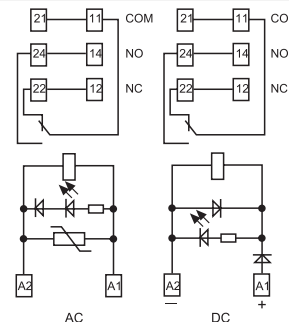 21 11 COM 21 11 CO
24 14 NO 24 14 NO
22 12 NC 22 12 NC
A2 A1 A2 A1
— +
AC DC